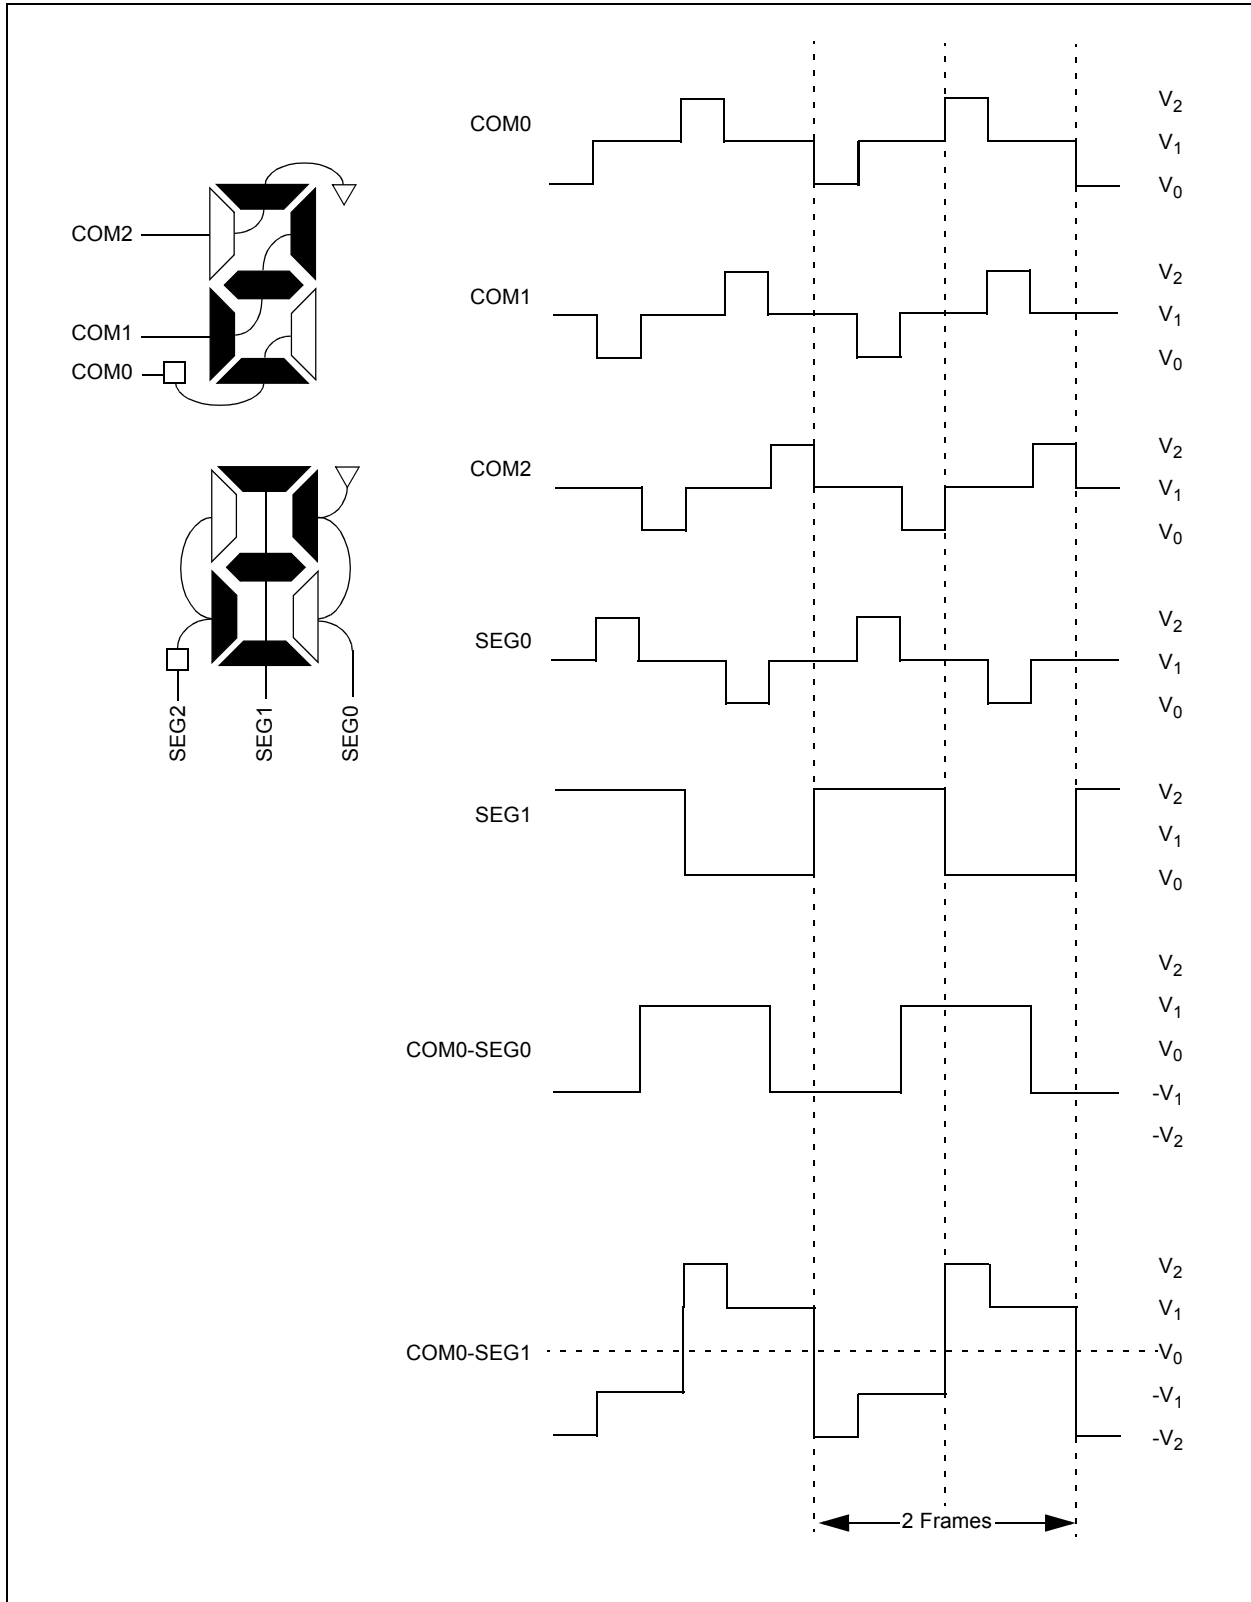 COM0
V2
V1
V0
COM2
COM1
COM0
COM1
V2
V1
V0
COM2
V2
V1
V0
SEG2
SEG1
SEG0
SEG0
V2
V1
V0
SEG1
V2
V1
V0
COM0-SEG0
V2
V1
V0
-V1
-V2
COM0-SEG1
V2
V1
V0
-V1
-V2
2 Frames